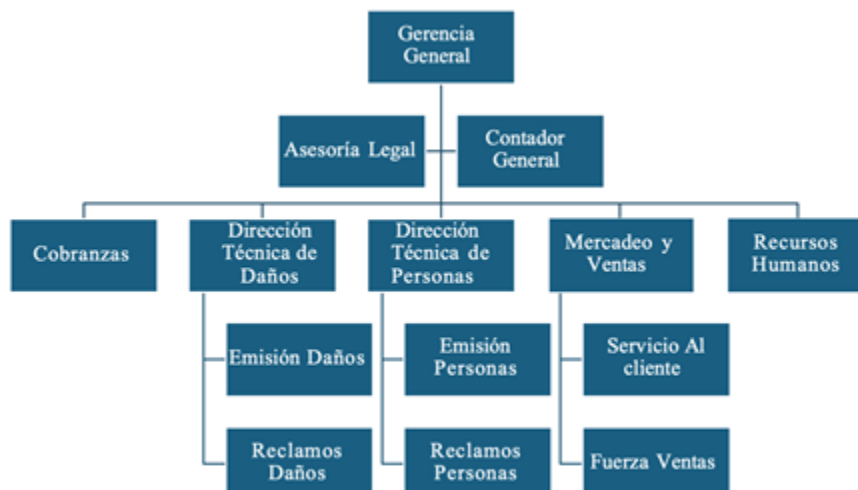 Gerencia
General
Asesoría Legal
Contador
General
Cobranzas
Dirección
Técnica de
Daños
Dirección
Técnica de
Personas
Mercadeo y
Ventas
Recursos
Humanos
Emisión Daños
Emisión
Personas
Servicio Al
cliente
Reclamos
Daños
Reclamos
Personas
Fuerza Ventas